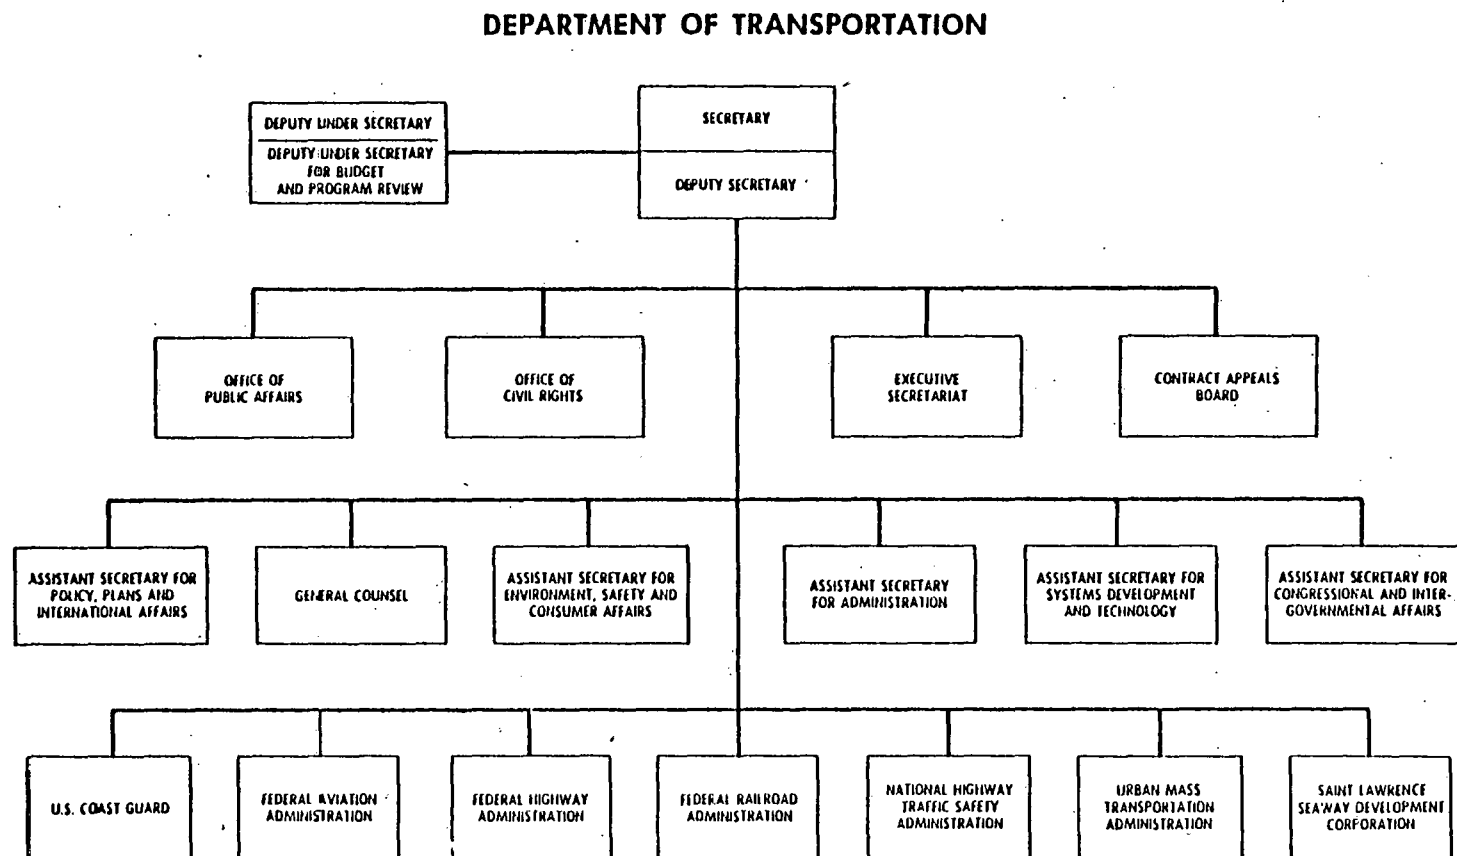 DEPARTMENT OF TRANSPORTATION
DEPUTY UNDER SECRETARY
DEPUTY UNDER SECRETARY
FOR BUDGET
AND PROGRAM REVIEW
SECRETARY
DEPUTY SECRETARY
OFFICE OF
PUBLIC AFFAIRS
OFFICE OF
CIVIL RIGHTS
EXECUTIVE
SECRETARIAT
CONTRACT APPEALS
BOARD
ASSISTANT SECRETARY FOR
POLICY, PLANS AND
INTERNATIONAL AFFAIRS
GENERAL COUNSEL
ASSISTANT SECRETARY FOR
ENVIRONMENT, SAFETY AND
CONSUMER AFFAIRS
ASSISTANT SECRETARY
FOR ADMINISTRATION
ASSISTANT SECRETARY FOR
SYSTEMS DEVELOPMENT
AND TECHNOLOGY
ASSISTANT SECRETARY FOR
CONGRESSIONAL AND INTER-
GOVERNMENTAL AFFAIRS
U.S. COAST GUARD
FEDERAL AVIATION
ADMINISTRATION
FEDERAL HIGHWAY
ADMINISTRATION
FEDERAL RAILROAD
ADMINISTRATION
NATIONAL HIGHWAY
TRAFFIC SAFETY
ADMINISTRATION
URBAN MASS
TRANSPORTATION
ADMINISTRATION
SAINT LAWRENCE
SEAWAY DEVELOPMENT
CORPORATION